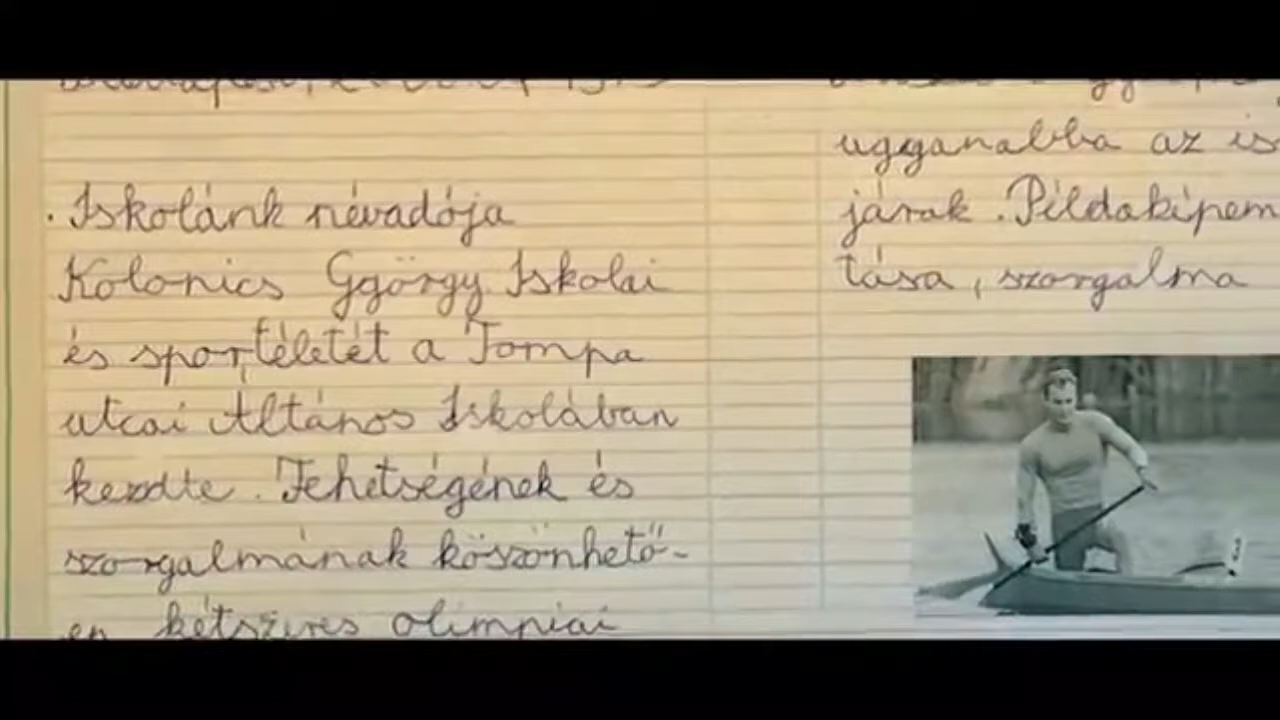 . Iskolánk névadója
Kolonics György Iskolai
és sportéletét a Tompa
utcai Általános Iskolában
kezdte. Tehetségének és
szorgalmának köszönhető-
en kétszeres olimpiai
ugyanabba az is
járok. Példaképem
tása, szorgalma